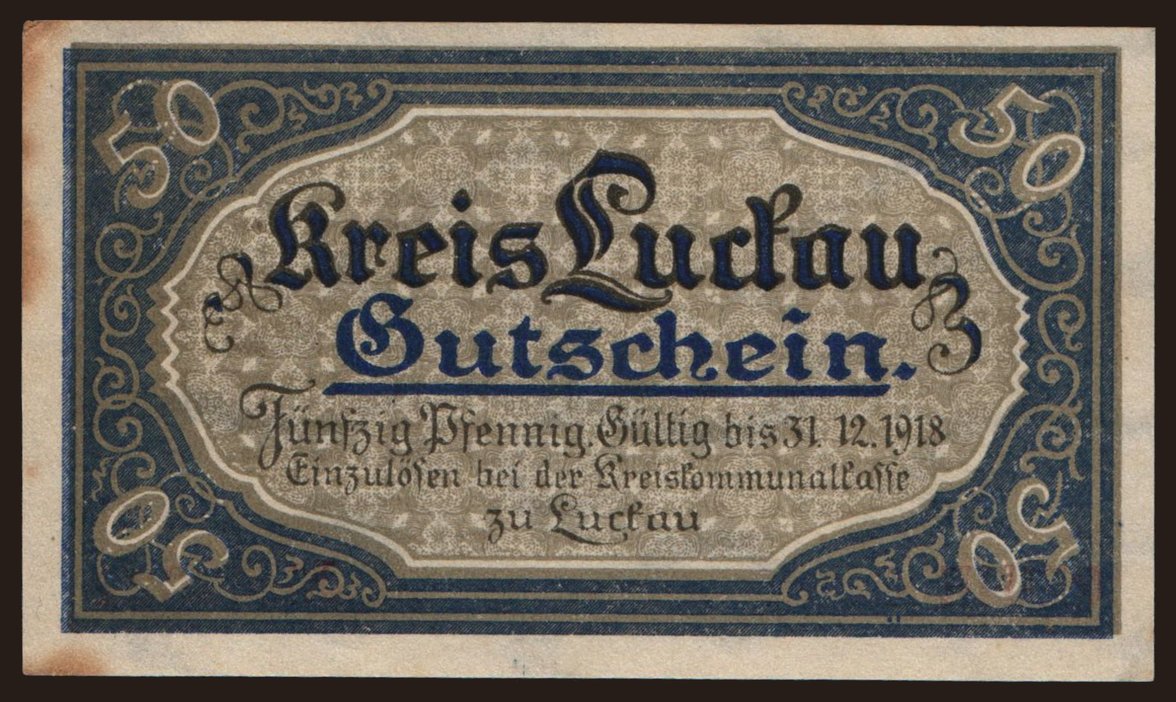 50 50
Kreis Luckau
Gutschein.
Fünfzig Pfennig. Gültig bis 31. 12. 1918
Einzulösen bei der Kreiskommunalkasse
zu Luckau
50 50